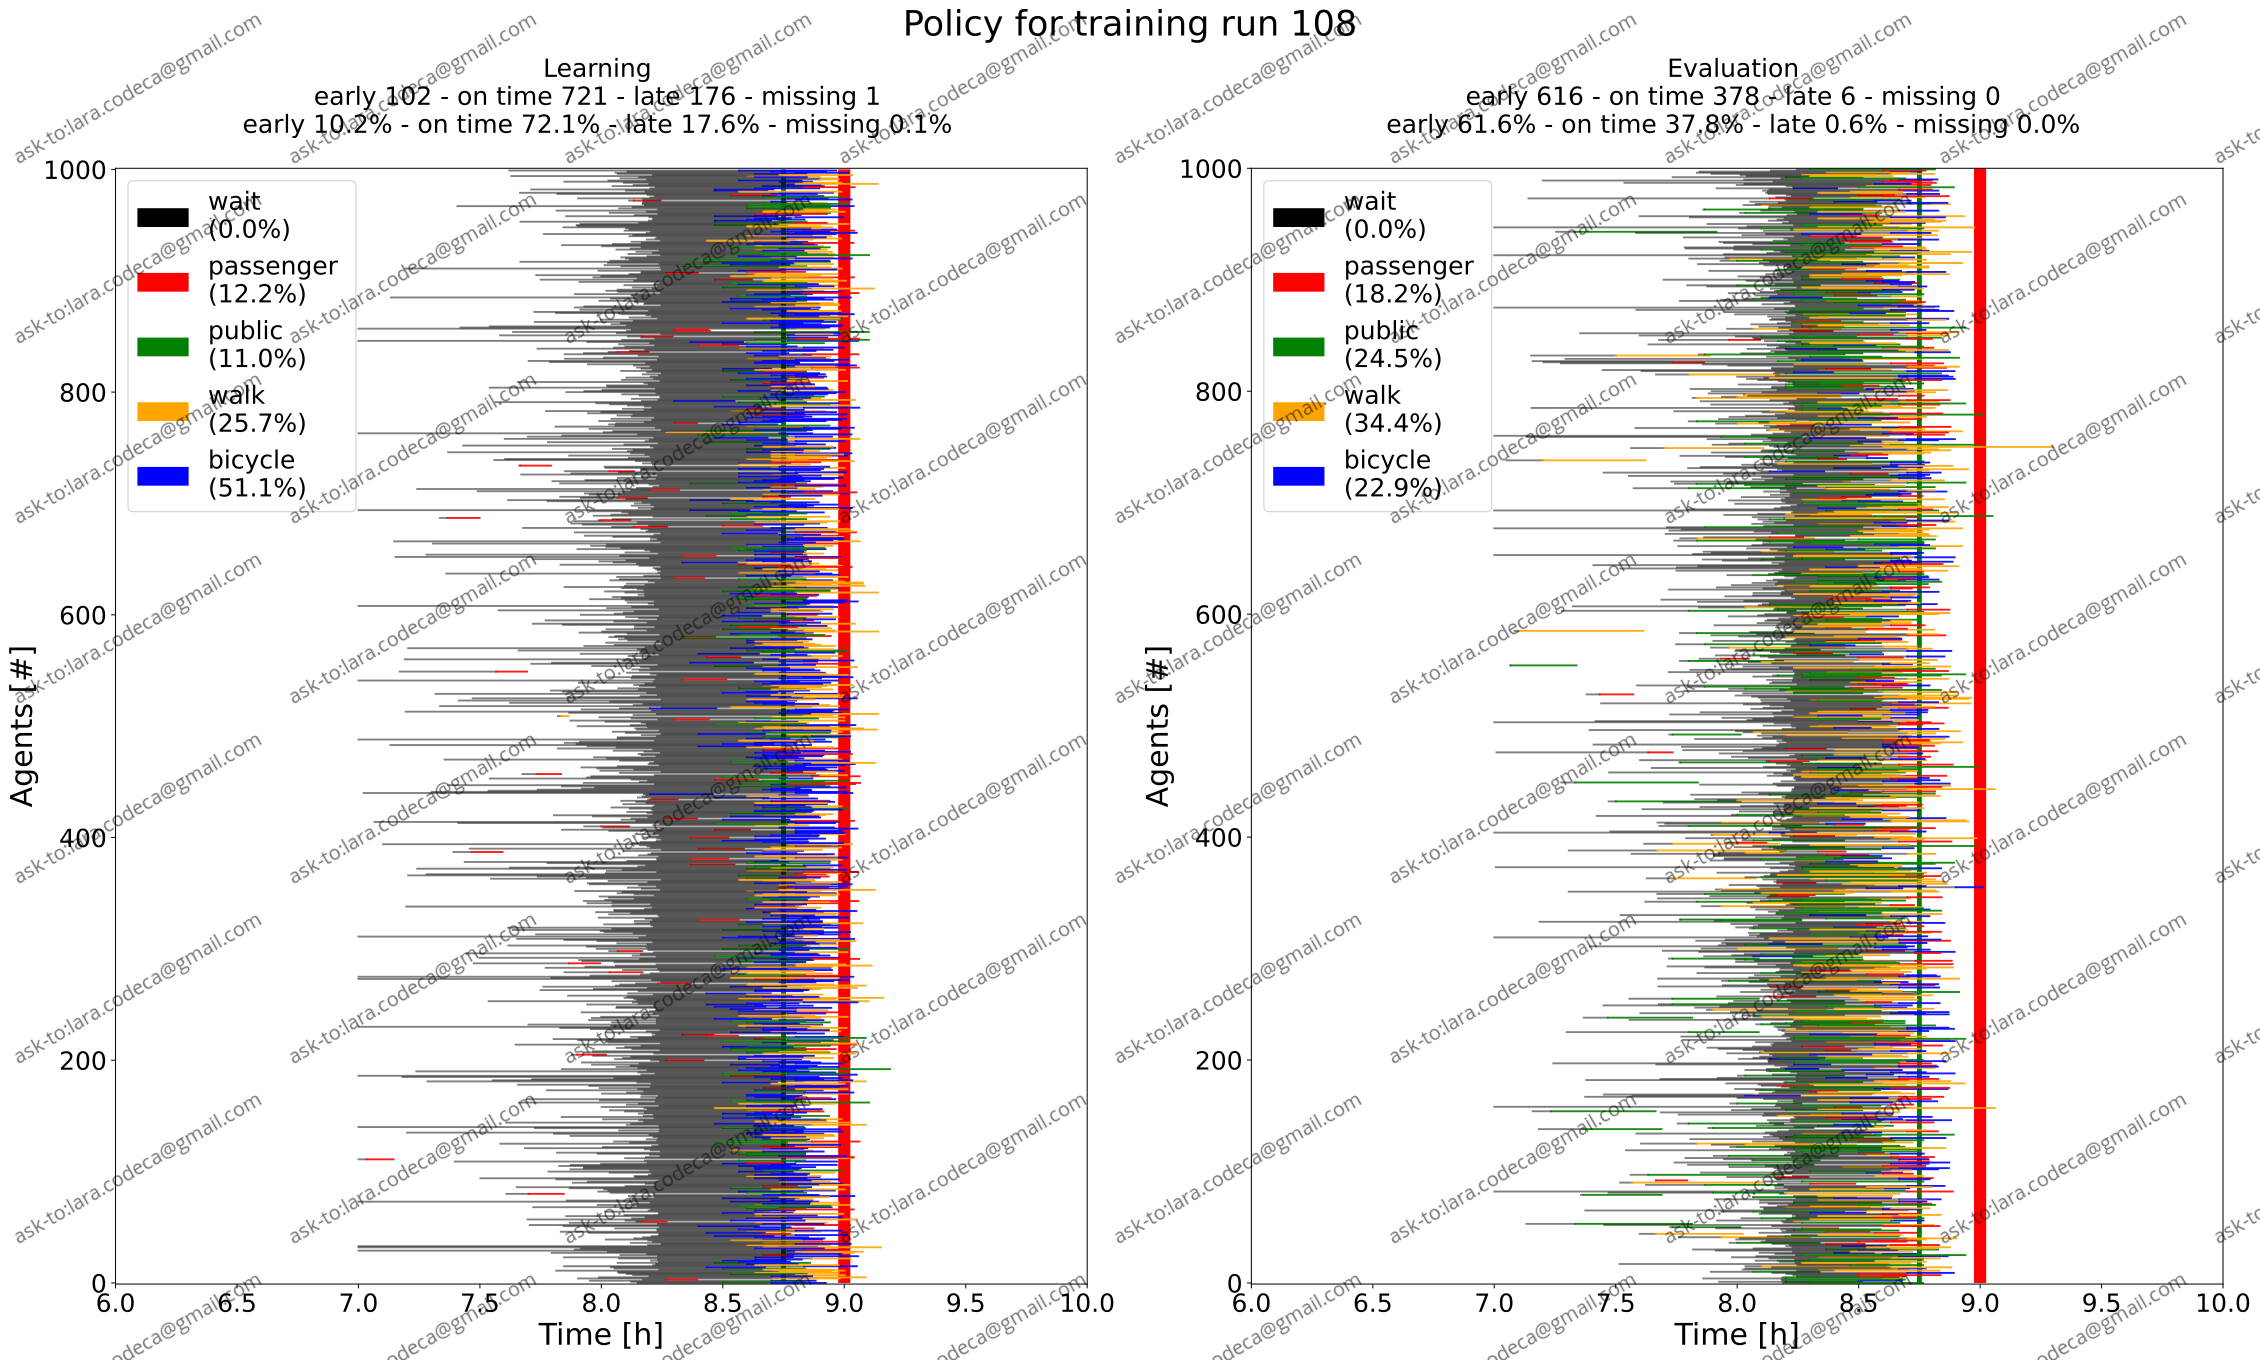 Policy for training run 108
Learning
early 102 - on time 721 - late 176 - missing 1
early 10.2% - on time 72.1% - late 17.6% - missing 0.1%
1000
800
600
400
200
0
Agents [#]
wait
(0.0%)
passenger
(12.2%)
public
(11.0%)
walk
(25.7%)
bicycle
(51.1%)
6.0 6.5 7.0 7.5 8.0 8.5 9.0 9.5 10.0
Time [h]
Evaluation
early 616 - on time 378 - late 6 - missing 0
early 61.6% - on time 37.8% - late 0.6% - missing 0.0%
1000
800
600
400
200
0
Agents [#]
wait
(0.0%)
passenger
(18.2%)
public
(24.5%)
walk
(34.4%)
bicycle
(22.9%)
6.0 6.5 7.0 7.5 8.0 8.5 9.0 9.5 10.0
Time [h]
ask-to:lara.codeca@gmail.com